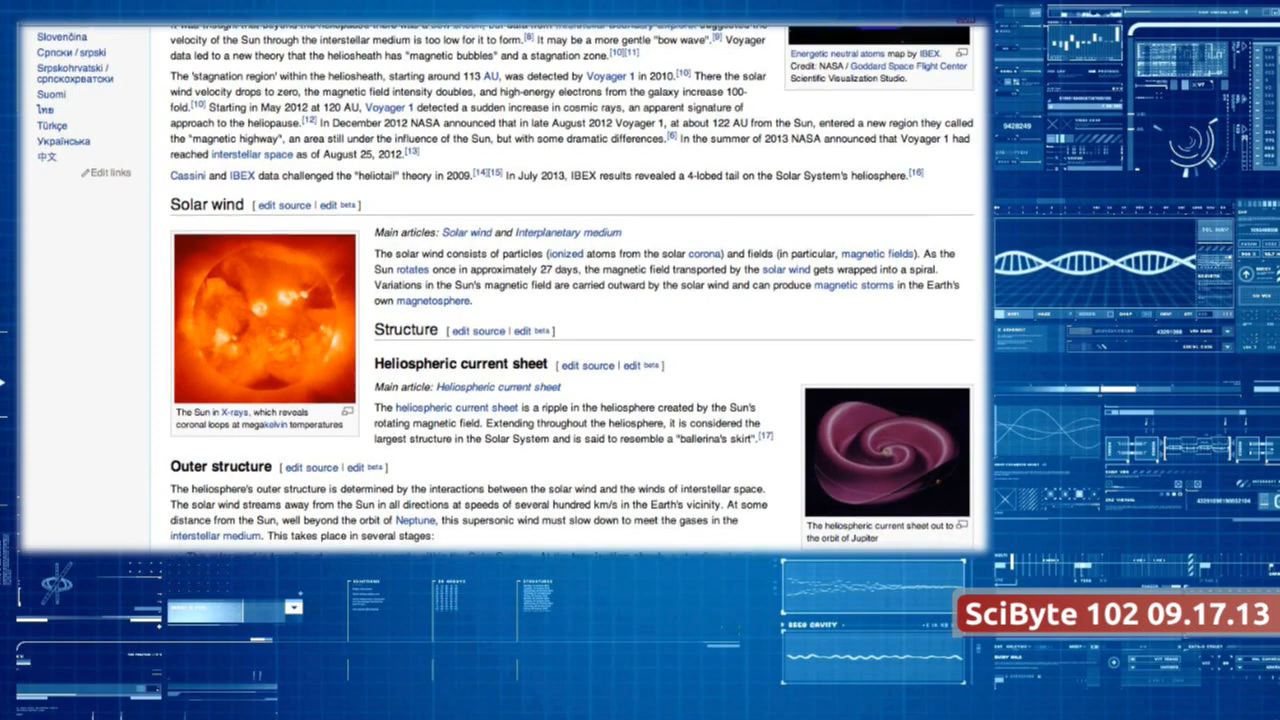 Slovenčina
Српски / srpski
Srpskohrvatski /
српскохрватски
Suomi
ไทย
Türkçe
Українська
中文
Edit links
velocity of the Sun through the interstellar medium is too low for it to form.[8] It may be a more gentle "bow wave".[9] Voyager
data led to a new theory that the heliosheath has "magnetic bubbles" and a stagnation zone.[10][11]
The 'stagnation region' within the heliosheath, starting around 113 AU, was detected by Voyager 1 in 2010.[10] There the solar
wind velocity drops to zero, the magnetic field intensity doubles, and high-energy electrons from the galaxy increase 100-
fold.[10] Starting in May 2012 at 120 AU, Voyager 1 detected a sudden increase in cosmic rays, an apparent signature of
approach to the heliopause.[12] In December 2012 NASA announced that in late August 2012 Voyager 1, at about 122 AU from the Sun, entered a new region they called
the "magnetic highway", an area still under the influence of the Sun, but with some dramatic differences.[6] In the summer of 2013 NASA announced that Voyager 1 had
reached interstellar space as of August 25, 2012.[13]
Cassini and IBEX data challenged the "heliotail" theory in 2009.[14][15] In July 2013, IBEX results revealed a 4-lobed tail on the Solar System's heliosphere.[16]
Energetic neutral atoms map by IBEX.
Credit: NASA / Goddard Space Flight Center
Scientific Visualization Studio.
Solar wind [ edit source | edit beta ]
Main articles: Solar wind and Interplanetary medium
The solar wind consists of particles (ionized atoms from the solar corona) and fields (in particular, magnetic fields). As the
Sun rotates once in approximately 27 days, the magnetic field transported by the solar wind gets wrapped into a spiral.
Variations in the Sun's magnetic field are carried outward by the solar wind and can produce magnetic storms in the Earth's
own magnetosphere.
The Sun in X-rays, which reveals
coronal loops at megakelvin temperatures
Structure [ edit source | edit beta ]
Heliospheric current sheet [ edit source | edit beta ]
Main article: Heliospheric current sheet
The heliospheric current sheet is a ripple in the heliosphere created by the Sun's
rotating magnetic field. Extending throughout the heliosphere, it is considered the
largest structure in the Solar System and is said to resemble a "ballerina's skirt".[17]
The heliospheric current sheet out to
the orbit of Jupiter
Outer structure [ edit source | edit beta ]
The heliosphere's outer structure is determined by the interactions between the solar wind and the winds of interstellar space.
The solar wind streams away from the Sun in all directions at speeds of several hundred km/s in the Earth's vicinity. At some
distance from the Sun, well beyond the orbit of Neptune, this supersonic wind must slow down to meet the gases in the
interstellar medium. This takes place in several stages:
9428249
SciByte 102 09.17.13